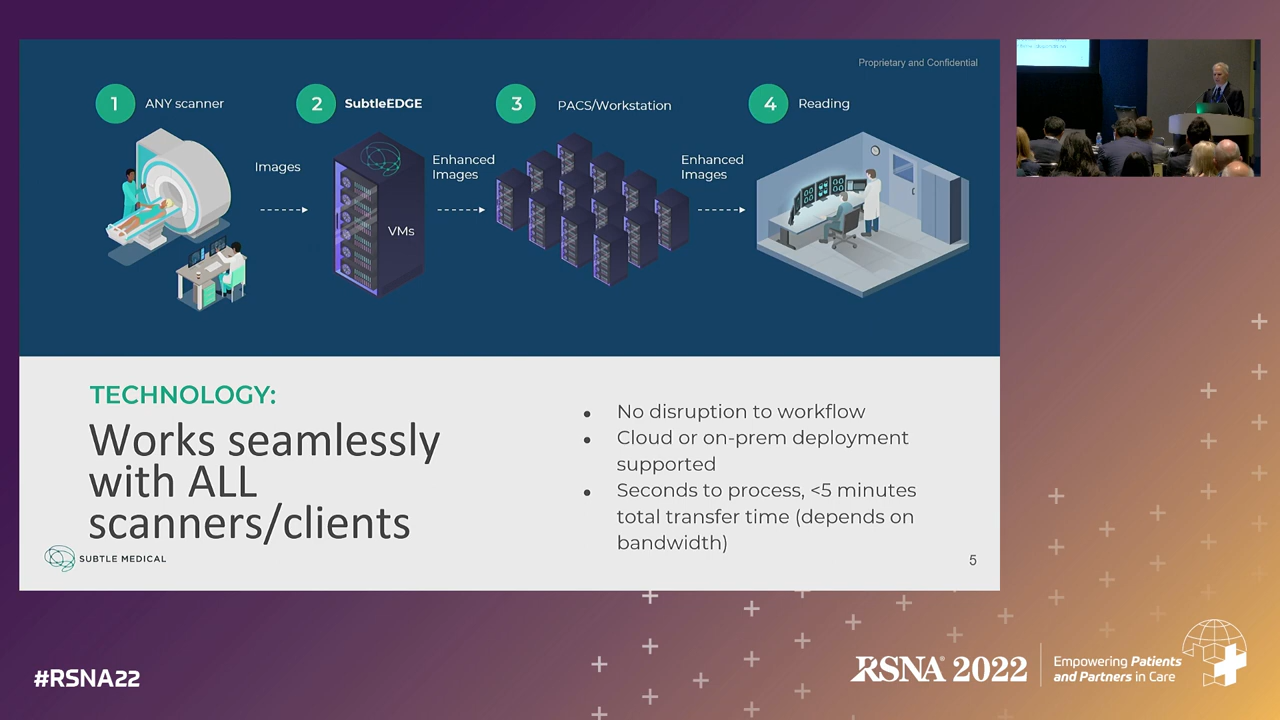 Proprietary and Confidential
1 ANY scanner
2 SubtleEDGE
3 PACS/Workstation
4 Reading
Images
Enhanced
Images
Enhanced
Images
VMs
TECHNOLOGY:
Works seamlessly
with ALL
scanners/clients
● No disruption to workflow
● Cloud or on-prem deployment
supported
● Seconds to process, <5 minutes
total transfer time (depends on
bandwidth)
SUBTLE MEDICAL
5
#RSNA22
RSNA® 2022
Empowering Patients
and Partners in Care